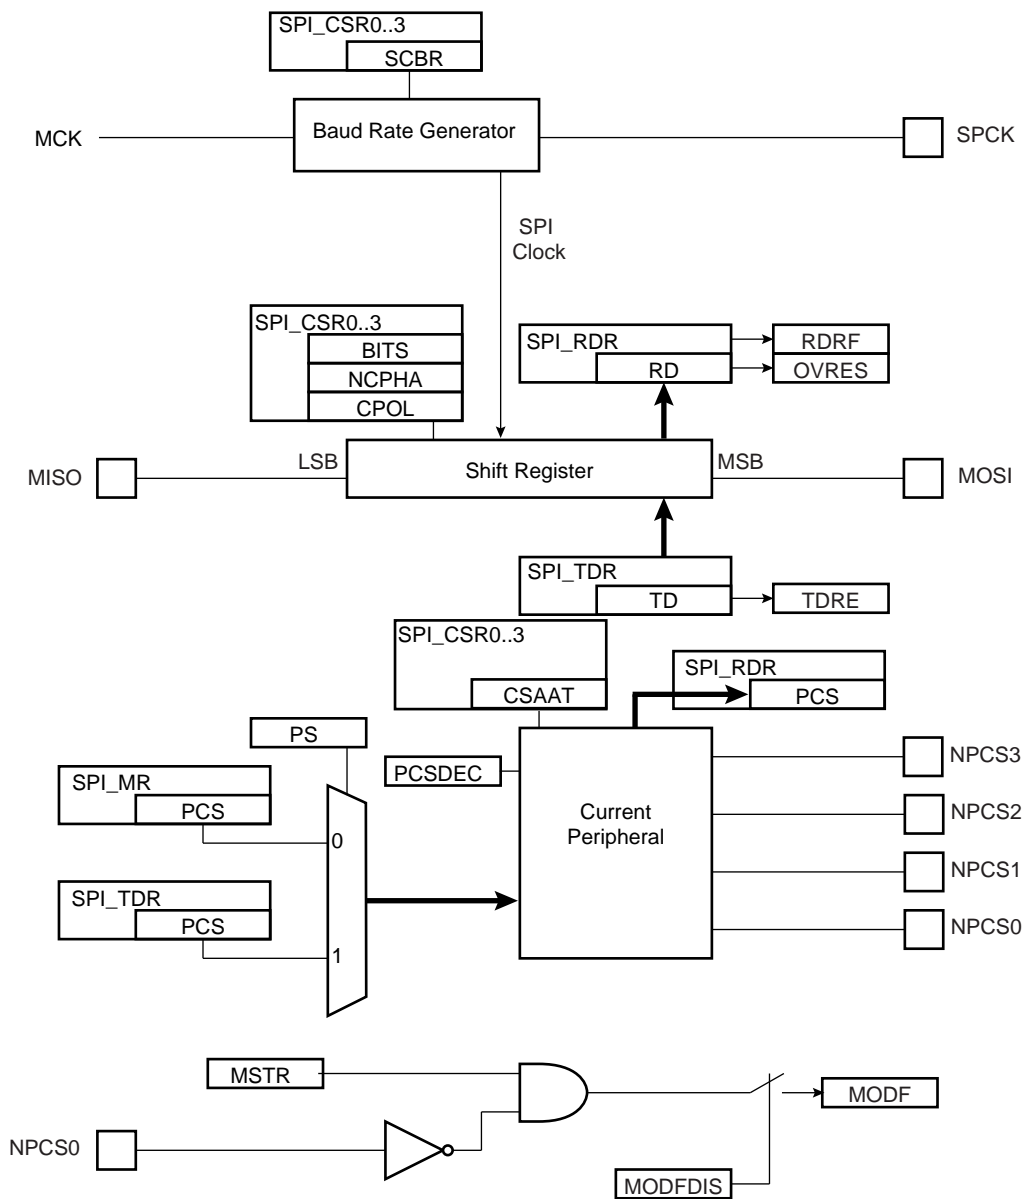 SPI_CSR0..3
SCBR
MCK
Baud Rate Generator
SPCK
SPI
Clock
SPI_CSR0..3
BITS
NCPHA
CPOL
SPI_RDR
RD
RDRF
OVRES
MISO
LSB
Shift Register
MSB
MOSI
SPI_TDR
TD
TDRE
SPI_CSR0..3
CSAAT
SPI_RDR
PCS
PS
PCSDEC
NPCS3
SPI_MR
PCS
0
Current
Peripheral
NPCS2
NPCS1
SPI_TDR
PCS
1
NPCS0
MSTR
MODF
NPCS0
MODFDIS